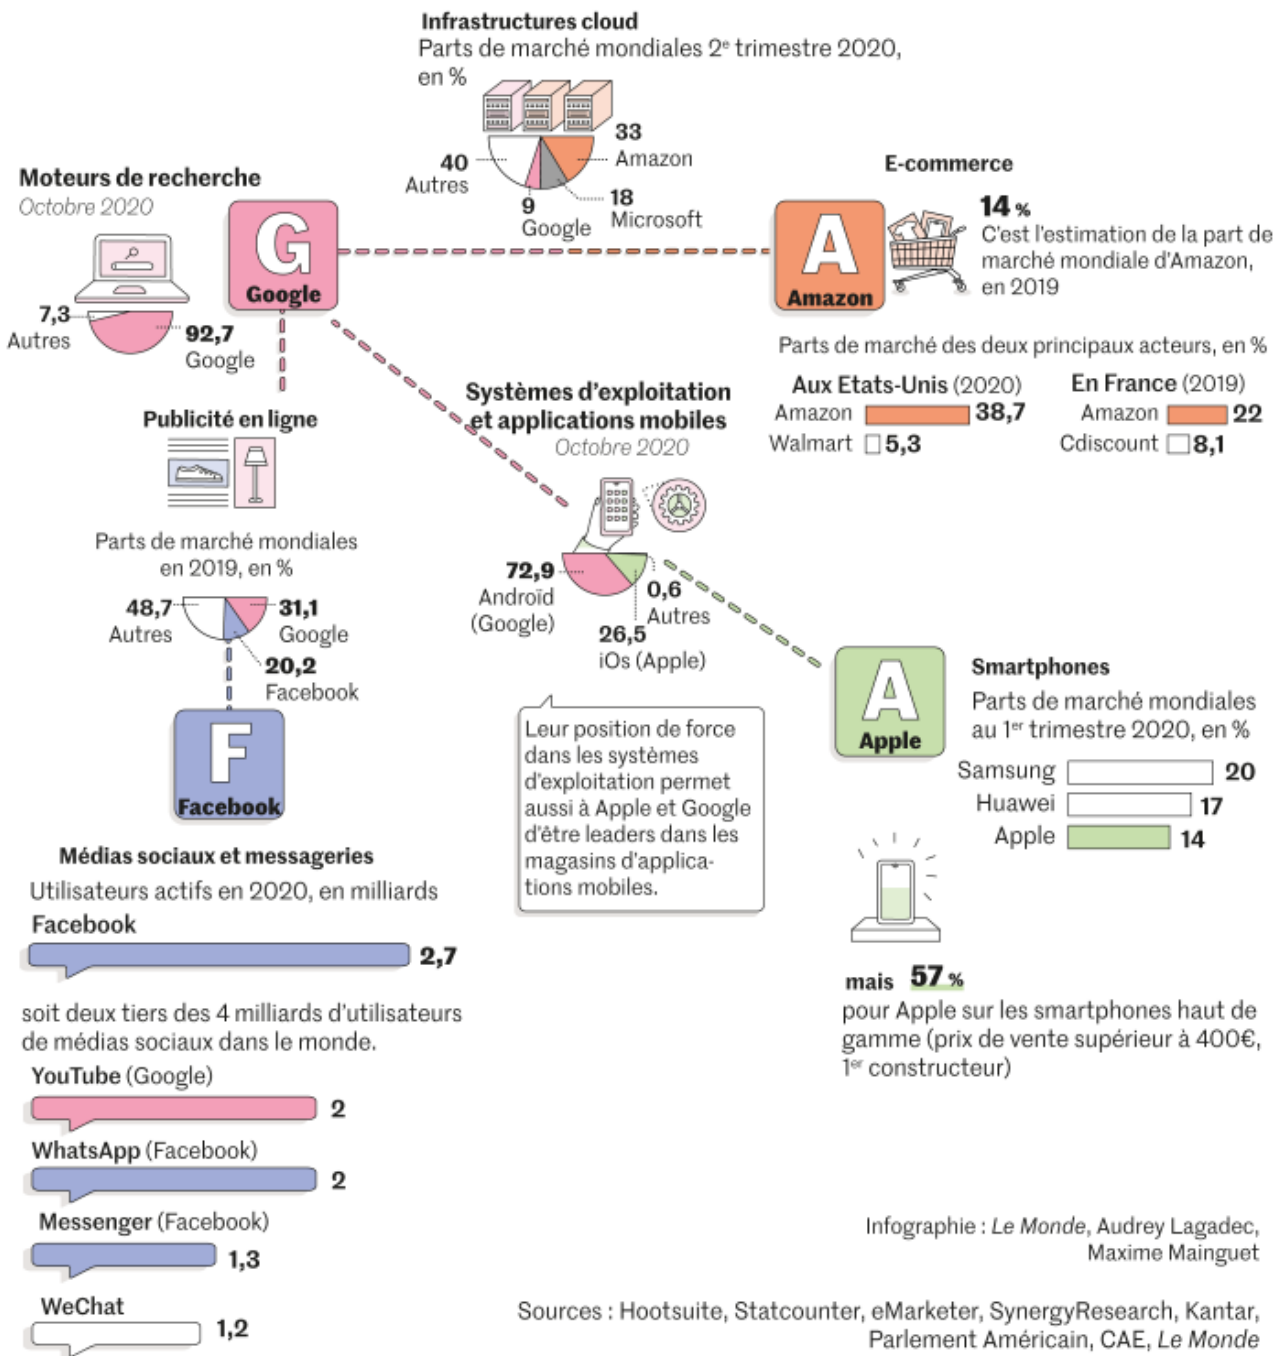 Infrastructures cloud
Parts de marché mondiales 2e trimestre 2020,
en %
33
Amazon
40
Autres
18
Microsoft
9
Google
Moteurs de recherche
Octobre 2020
7,3
Autres
92,7
Google
G
Google
A
Amazon
E-commerce
14 %
C'est l'estimation de la part de
marché mondiale d'Amazon,
en 2019
Parts de marché des deux principaux acteurs, en %
Aux Etats-Unis (2020)
Amazon 38,7
Walmart 5,3
En France (2019)
Amazon 22
Cdiscount 8,1
Publicité en ligne
Parts de marché mondiales
en 2019, en %
48,7
Autres
31,1
Google
20,2
Facebook
Systèmes d'exploitation
et applications mobiles
Octobre 2020
72,9
Androïd
(Google)
0,6
Autres
26,5
iOs (Apple)
Leur position de force
dans les systèmes
d'exploitation permet
aussi à Apple et Google
d'être leaders dans les
magasins d'applica-
tions mobiles.
A
Apple
Smartphones
Parts de marché mondiales
au 1er trimestre 2020, en %
Samsung 20
Huawei 17
Apple 14
mais 57 %
pour Apple sur les smartphones haut de
gamme (prix de vente supérieur à 400€,
1er constructeur)
F
Facebook
Médias sociaux et messageries
Utilisateurs actifs en 2020, en milliards
Facebook
2,7
soit deux tiers des 4 milliards d'utilisateurs
de médias sociaux dans le monde.
YouTube (Google)
2
WhatsApp (Facebook)
2
Messenger (Facebook)
1,3
WeChat
1,2
Infographie : Le Monde, Audrey Lagadec,
Maxime Mainguet
Sources : Hootsuite, Statcounter, eMarketer, SynergyResearch, Kantar,
Parlement Américain, CAE, Le Monde